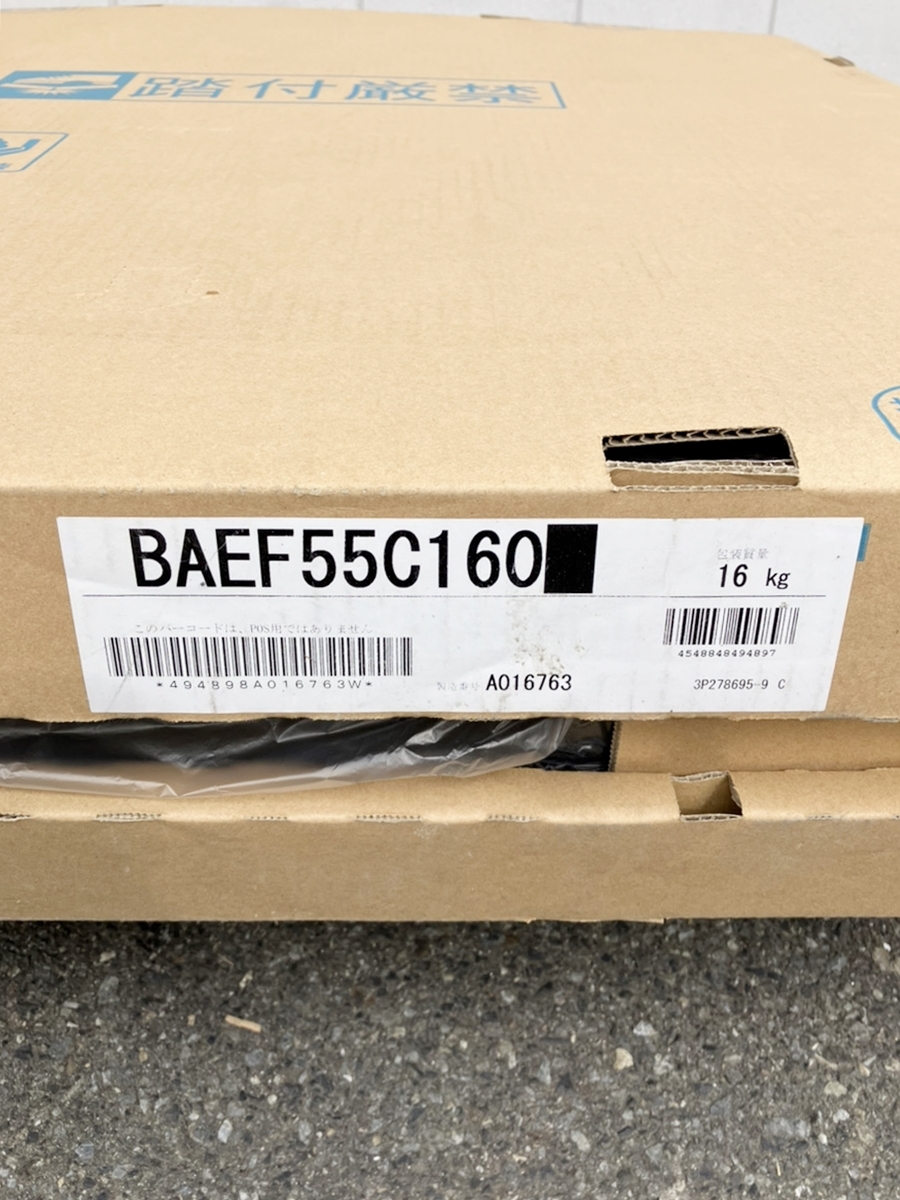 踏付厳禁
BAEF55C160
包装質量
16 kg
このバーコードは、POS用ではありません
*494898A016763W*
製造番号 A016763
4548848494897
3P278695-9 C